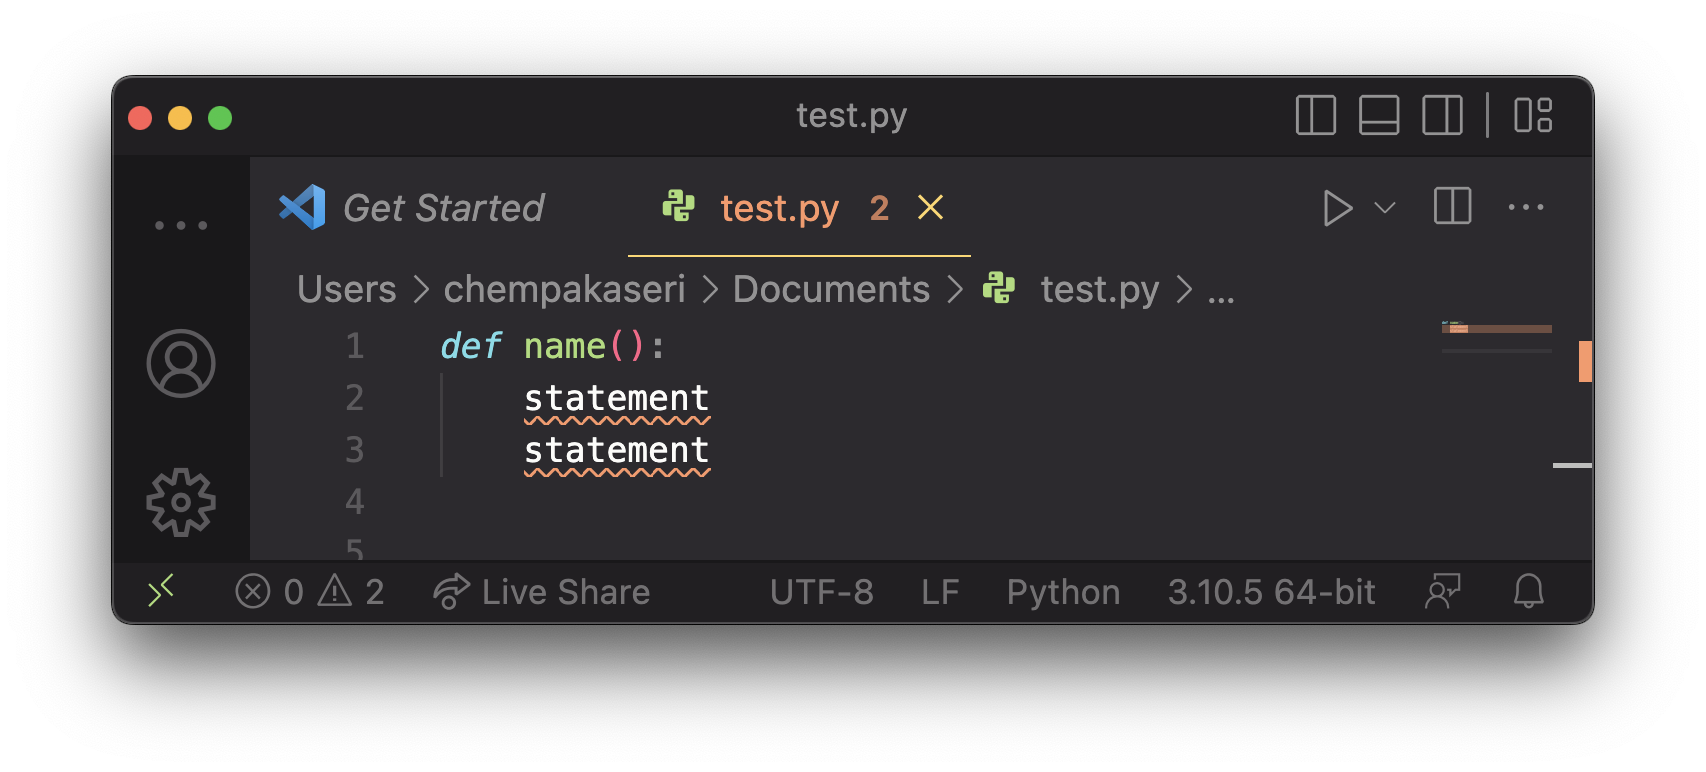 test.py
Get Started test.py 2
Users > chempakaseri > Documents > test.py > ...
1 def name():
2 statement
3 statement
4
5
0 2 Live Share UTF-8 LF Python 3.10.5 64-bit